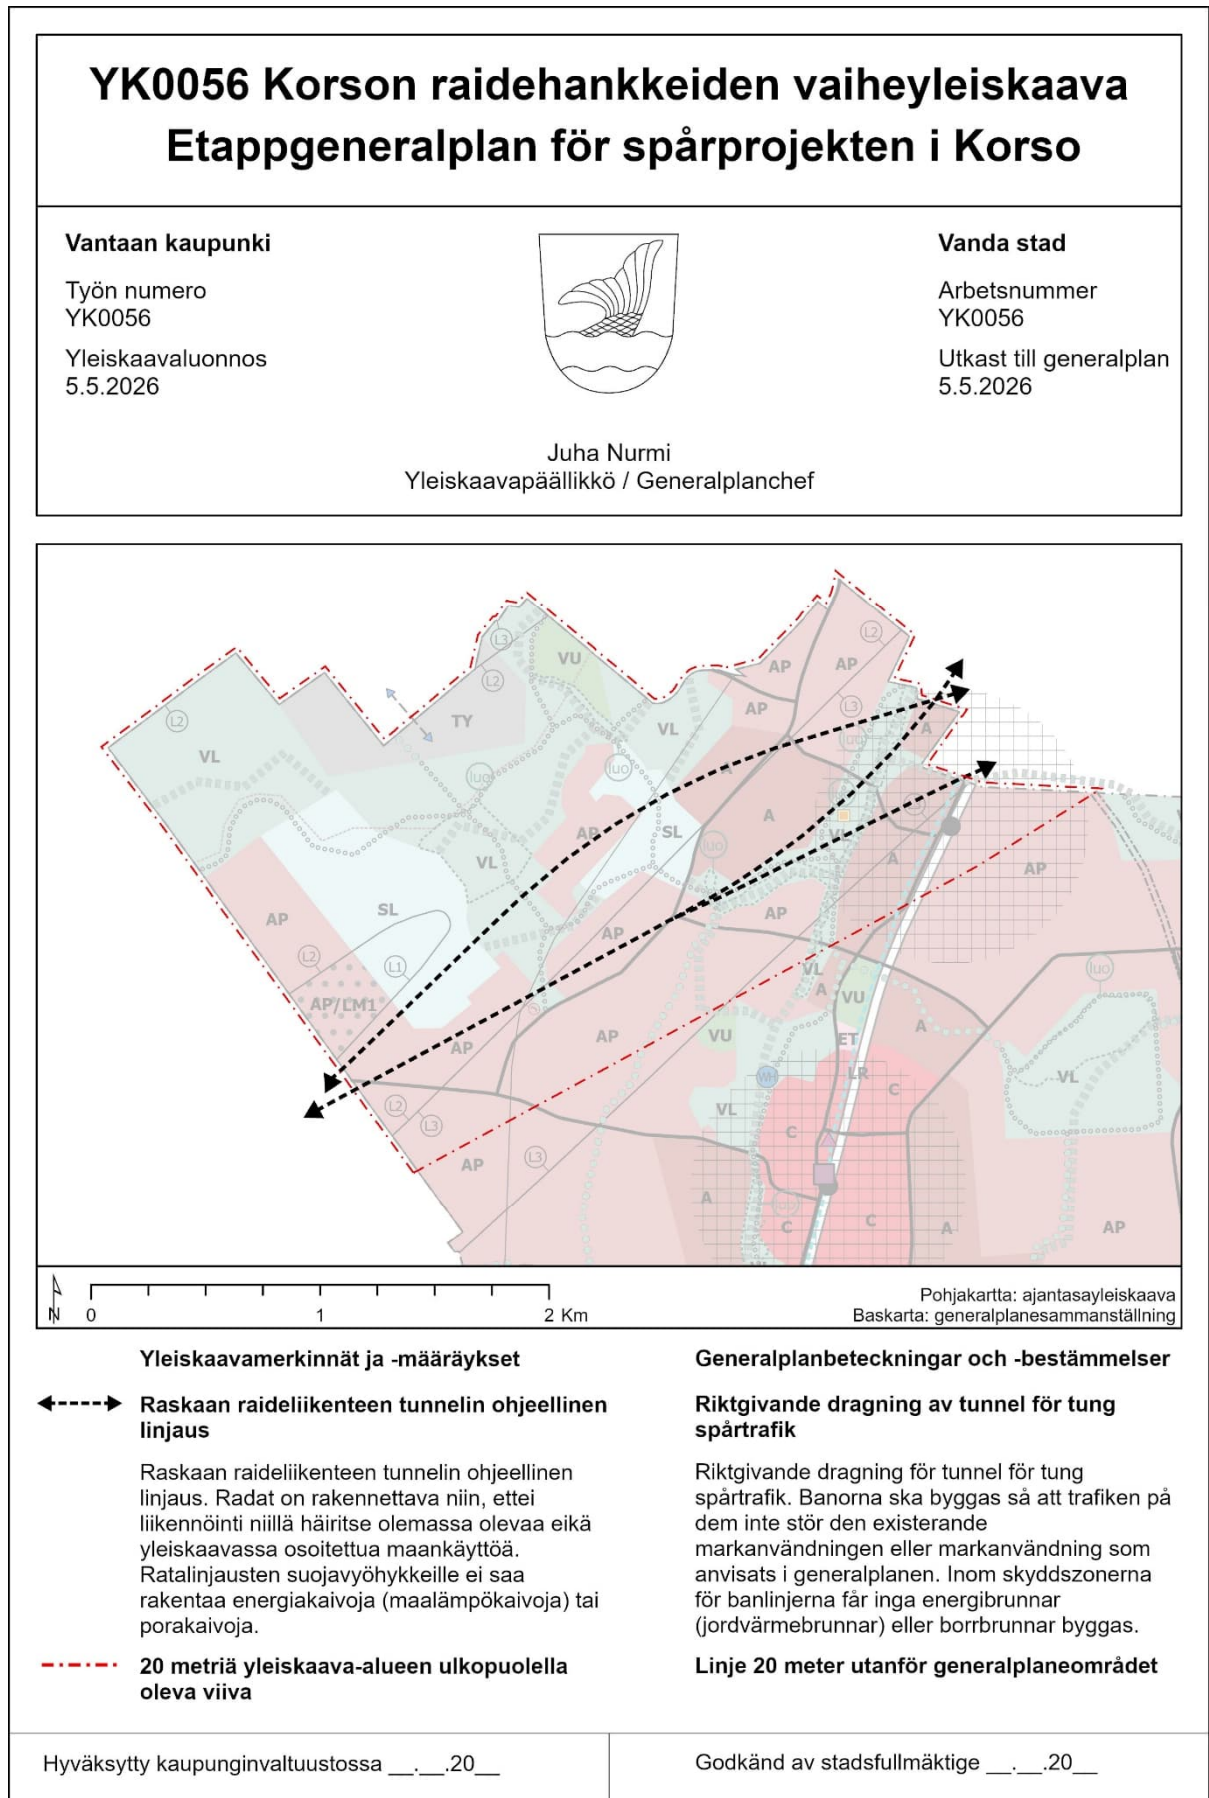 YK0056 Korson raidehankkeiden vaiheyleiskaava
Etappgeneralplan för spårprojekten i Korso
Vantaan kaupunki
Työn numero
YK0056
Yleiskaavaluonnos
5.5.2026
Vanda stad
Arbetsnummer
YK0056
Utkast till generalplan
5.5.2026
Juha Nurmi
Yleiskaavapäällikkö / Generalplanchef
L2
L3
VU
L2
AP
AP
L2
VL
TY
VL
AP
L3
A
luo
luo
luo
A
A
AP
SL
VL
VL
luo
A
AP
AP
SL
AP
AP
L2
L1
VL
A
VU
luo
AP/LM1
AP
AP
VU
ET
A
LR
WH
VL
C
VL
L2
L3
C
AP
L3
A
luo
C
C
A
AP
N
0
1
2 Km
Pohjakartta: ajantasayleiskaava
Baskarta: generalplanesammanställning
Yleiskaavamerkinnät ja -määräykset
Raskaan raideliikenteen tunnelin ohjeellinen
linjaus
Raskaan raideliikenteen tunnelin ohjeellinen
linjaus. Radat on rakennettava niin, ettei
liikennöinti niillä häiritse olemassa olevaa eikä
yleiskaavassa osoitettua maankäyttöä.
Ratalinjausten suojavyöhykkeille ei saa
rakentaa energiakaivoja (maalämpökaivoja) tai
porakaivoja.
20 metriä yleiskaava-alueen ulkopuolella
oleva viiva
Generalplanbeteckningar och -bestämmelser
Riktgivande dragning av tunnel för tung
spårtrafik
Riktgivande dragning för tunnel för tung
spårtrafik. Banorna ska byggas så att trafiken på
dem inte stör den existerande
markanvändningen eller markanvändning som
anvisats i generalplanen. Inom skyddszonerna
för banlinjerna får inga energibrunnar
(jordvärmebrunnar) eller borrbrunnar byggas.
Linje 20 meter utanför generalplaneområdet
Hyväksytty kaupunginvaltuustossa __.__.20__
Godkänd av stadsfullmäktige __.__.20__